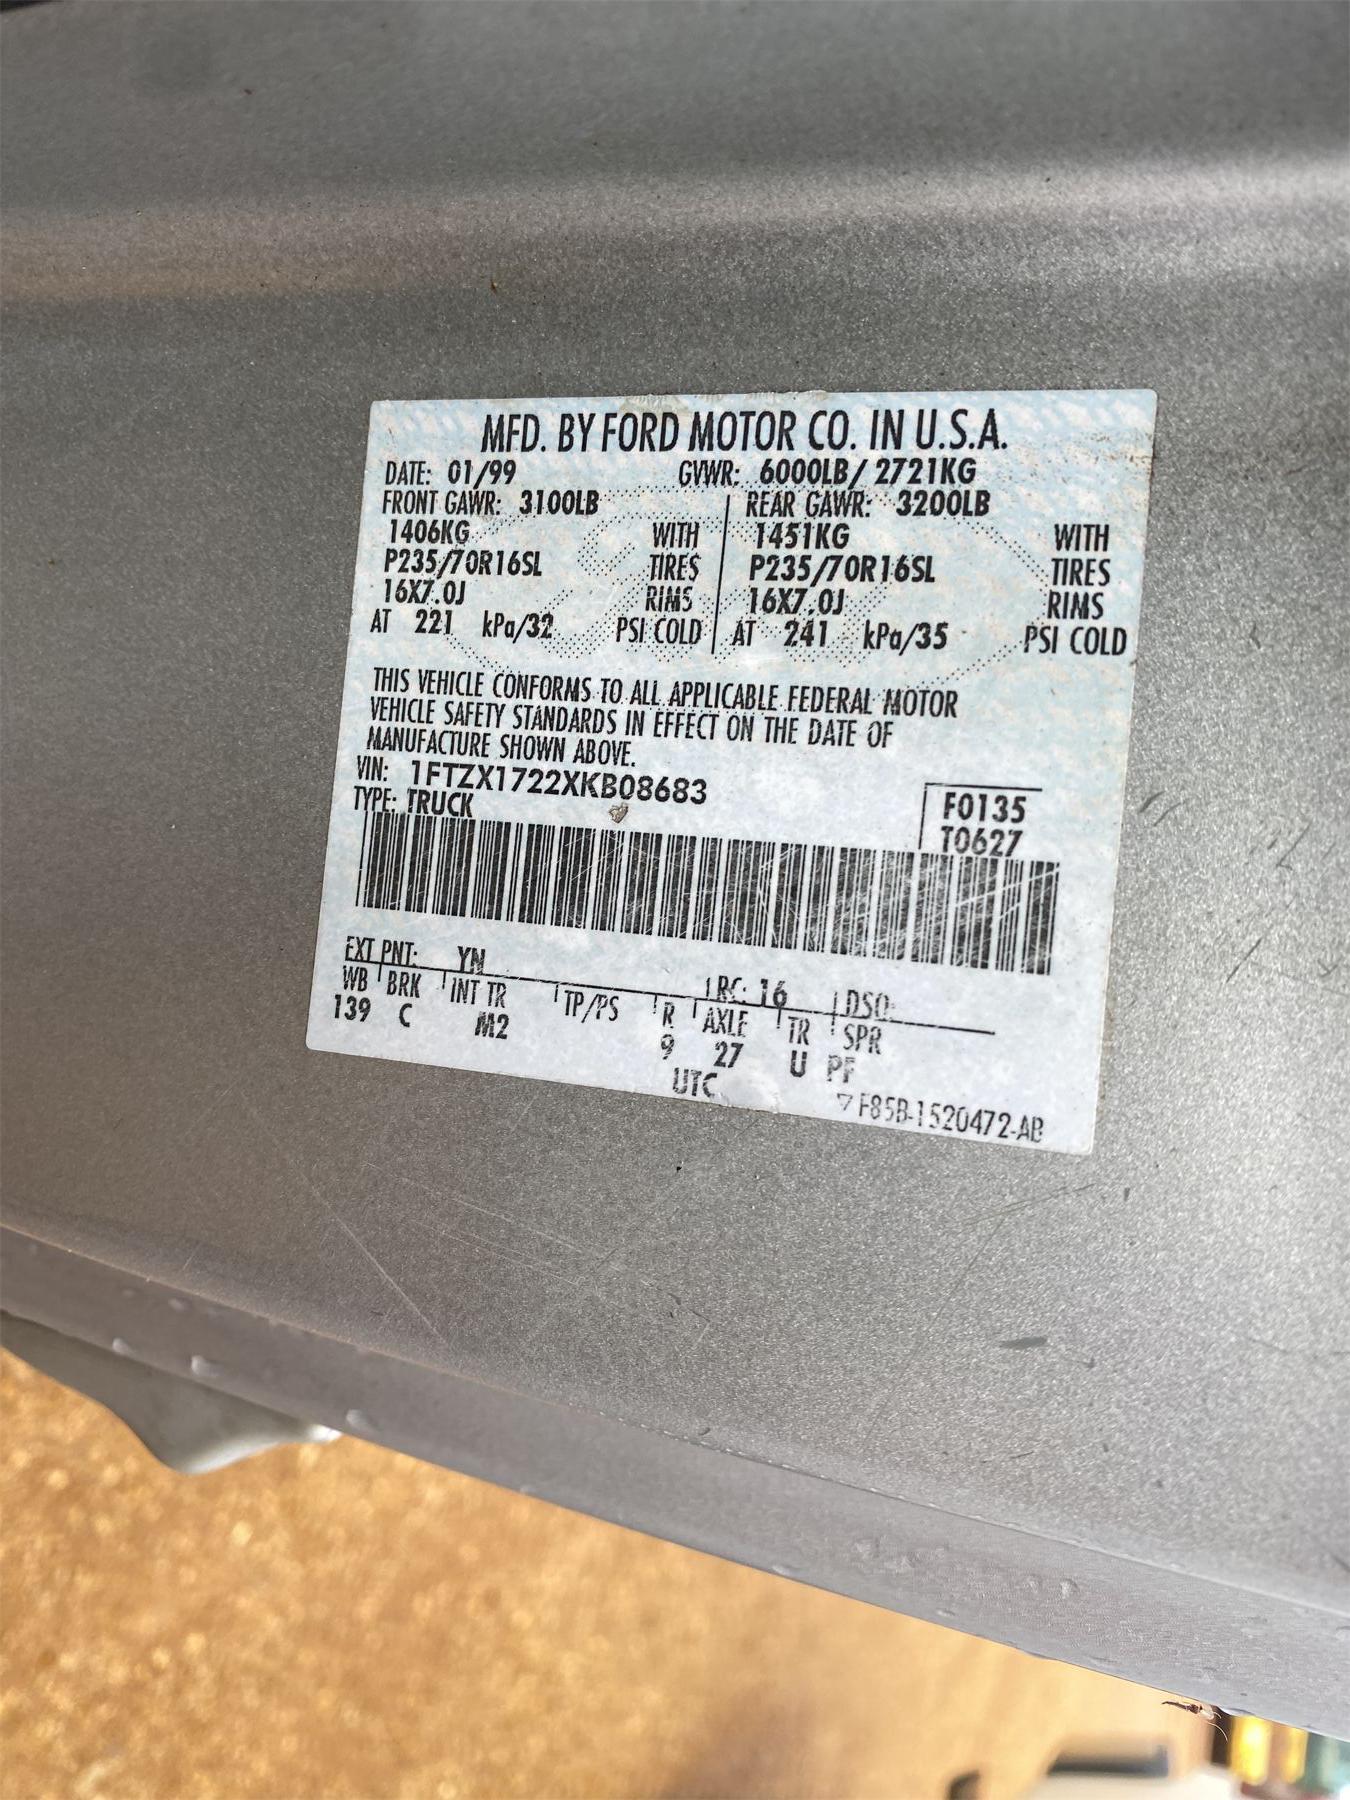 MFD. BY FORD MOTOR CO. IN U.S.A.
DATE: 01/99 GVWR: 6000LB/ 2721KG
FRONT GAWR: 3100LB REAR GAWR: 3200LB
1406KG WITH 1451KG WITH
P235/70R16SL TIRES P235/70R16SL TIRES
16X7.0J RIMS 16X7.0J RIMS
AT 221 kPa/32 PSI COLD AT 241 kPa/35 PSI COLD
THIS VEHICLE CONFORMS TO ALL APPLICABLE FEDERAL MOTOR
VEHICLE SAFETY STANDARDS IN EFFECT ON THE DATE OF
MANUFACTURE SHOWN ABOVE.
VIN: 1FTZX1722XKB08683
TYPE: TRUCK
F0135
T0627
EXT PNT: YN RC: 16 DSO:
WB BRK INT TR TP/PS R AXLE TR SPR
139 C M2 9 27 U PF
UTC
▽F85B-1520472-AB